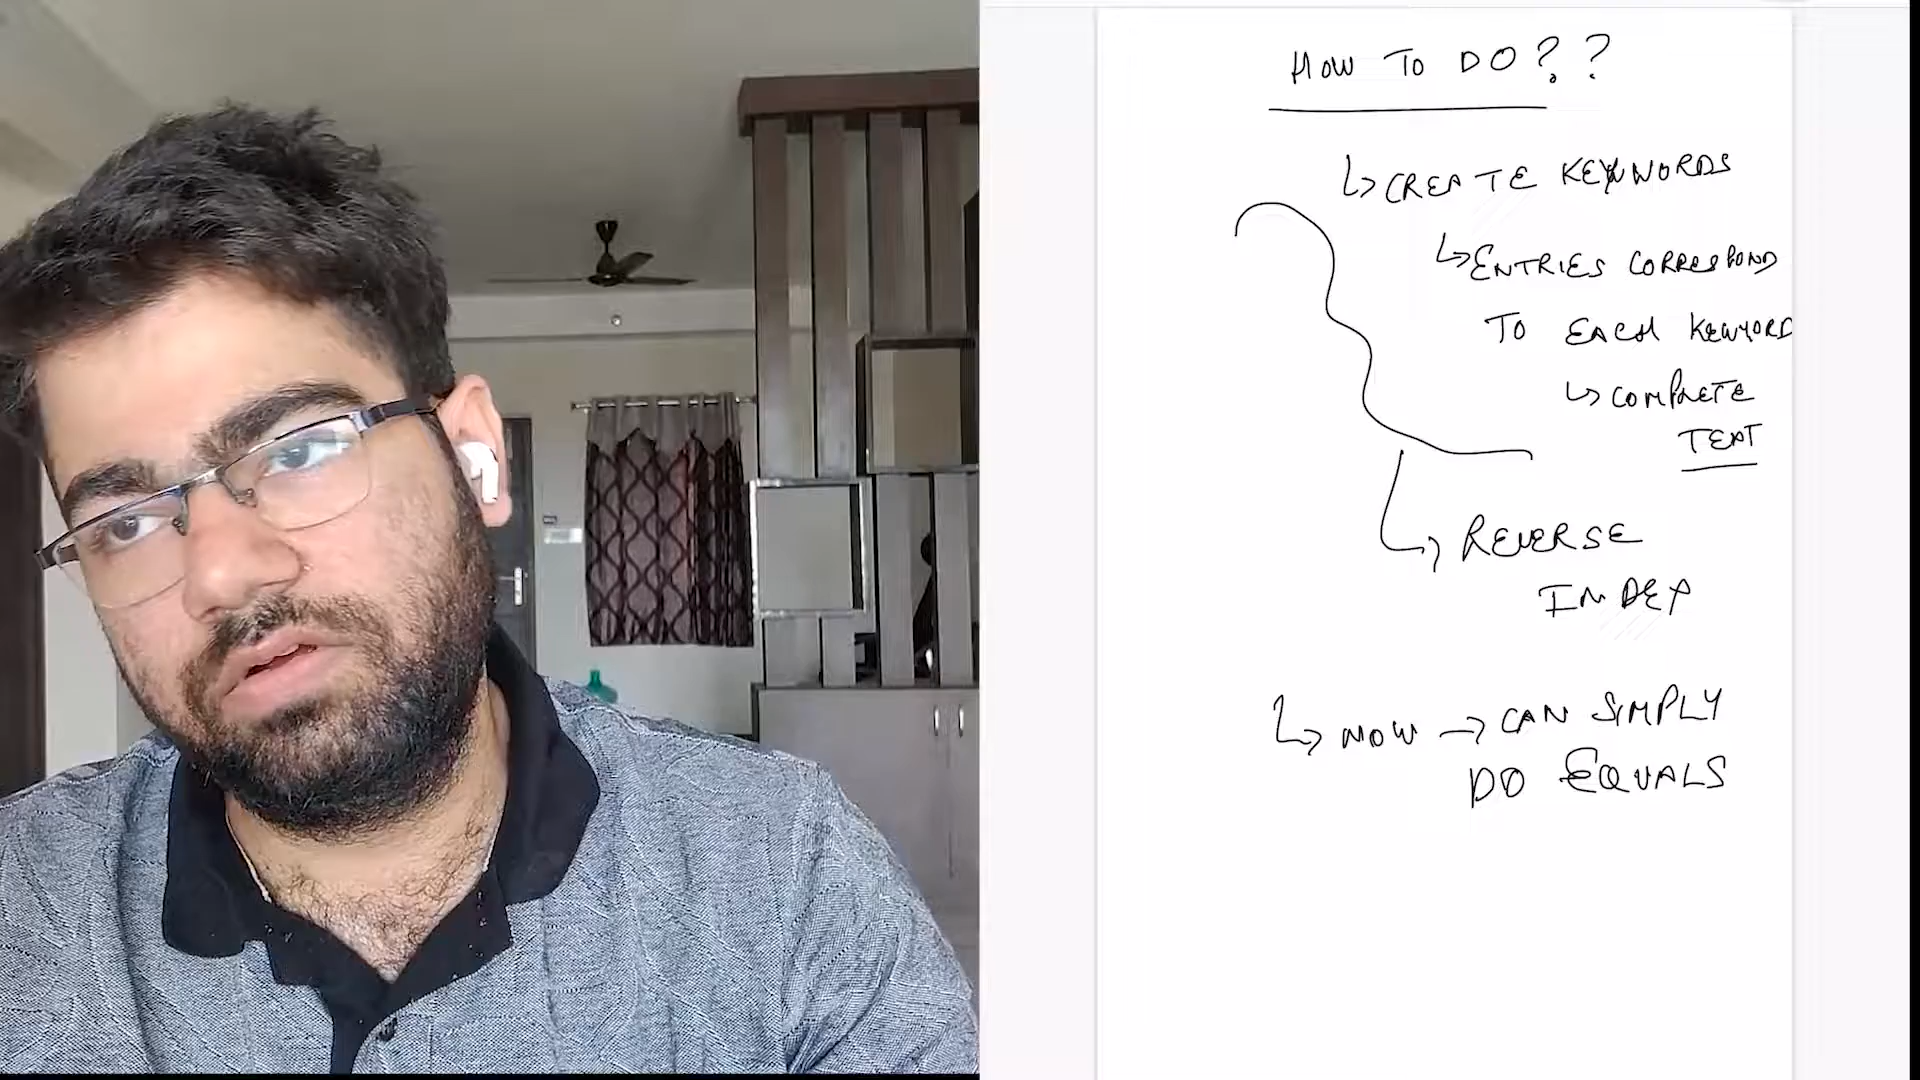 HOW TO DO??
↳ CREATE KEYWORDS
↳ ENTRIES CORRESPOND
TO EACH KEYWORD
↳ COMPLETE
TEXT
↳ REVERSE
INDEX
↳ NOW → CAN SIMPLY
DO EQUALS